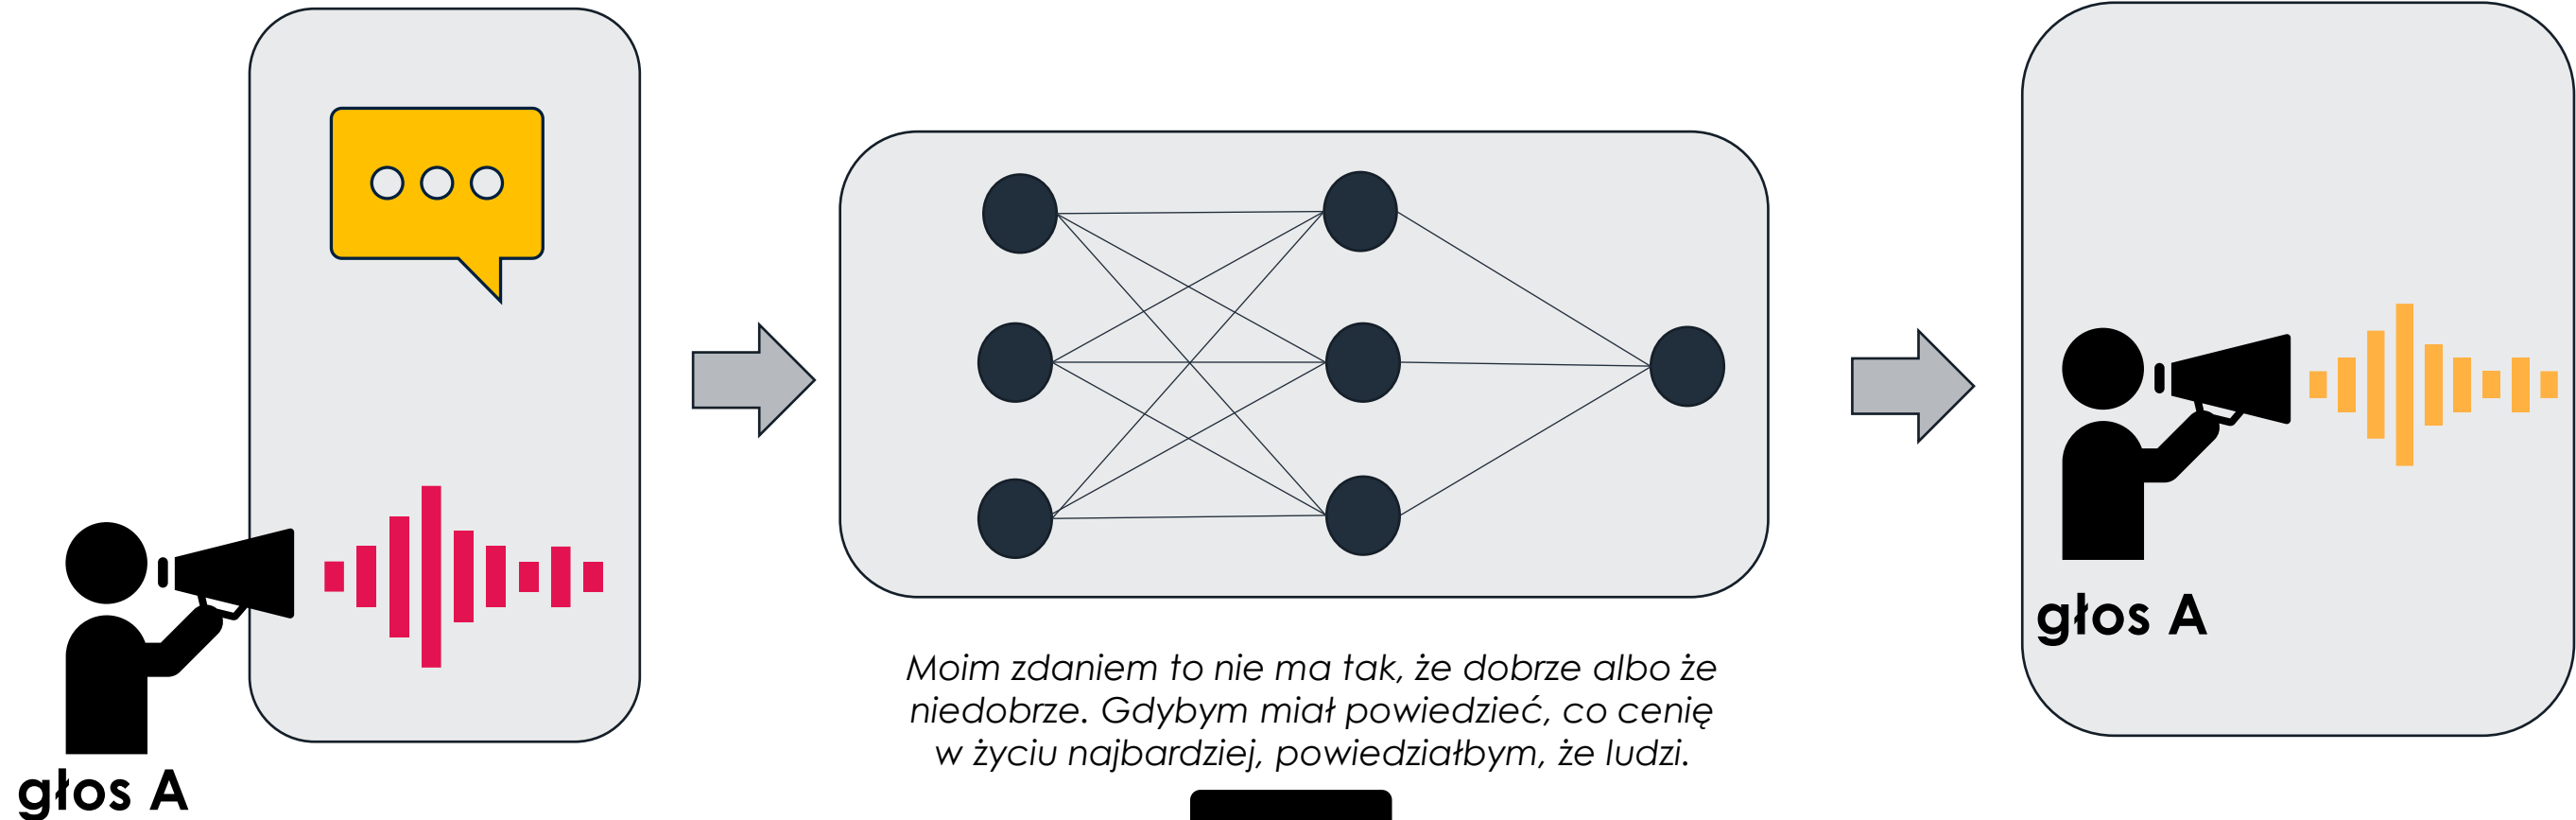 głos A
Moim zdaniem to nie ma tak, że dobrze albo że
niedobrze. Gdybym miał powiedzieć, co cenię
w życiu najbardziej, powiedziałbym, że ludzi.
głos A